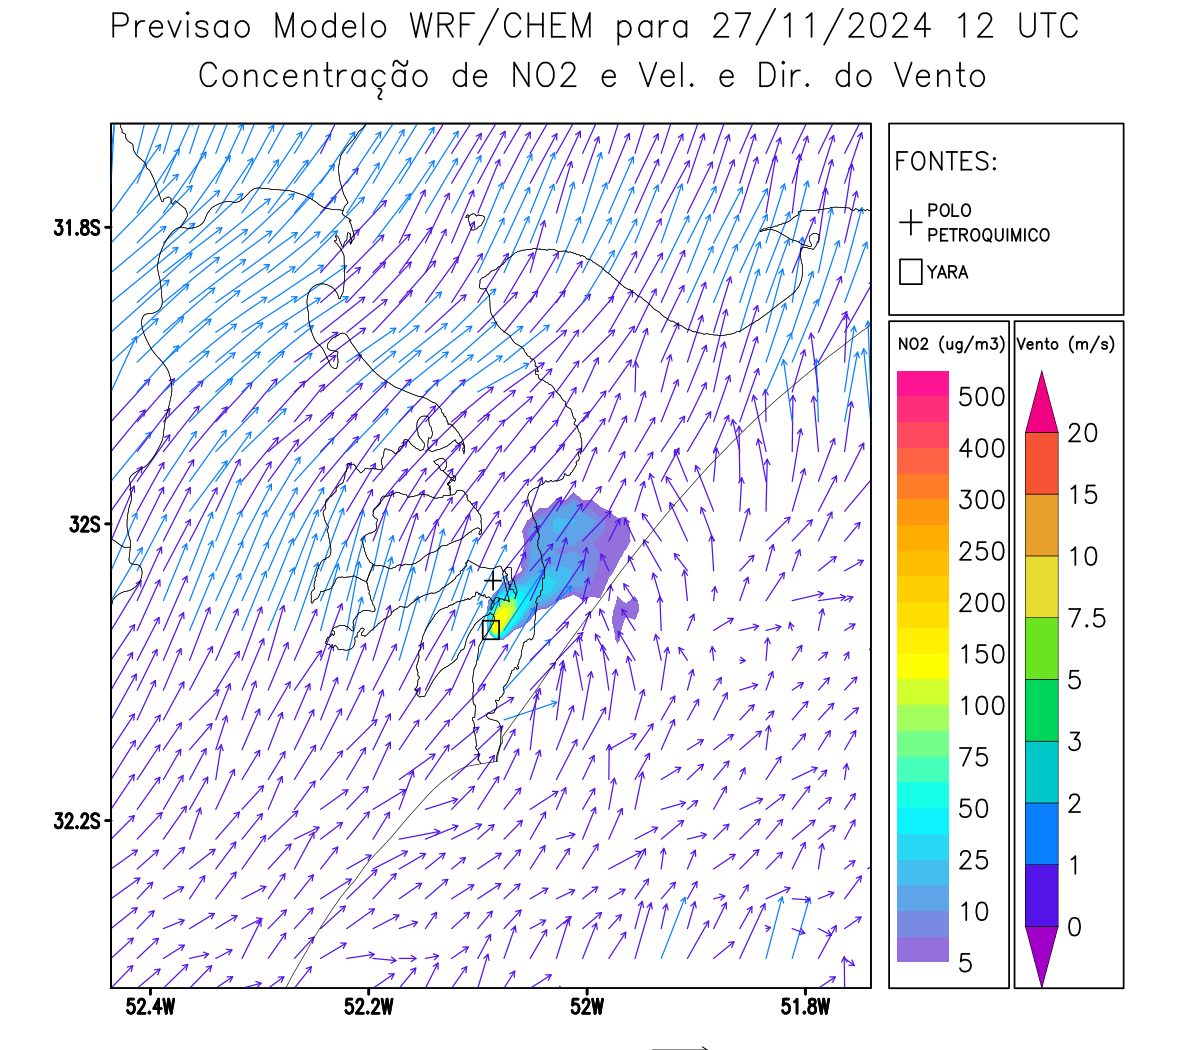 Previsao Modelo WRF/CHEM para 27/11/2024 12 UTC
Concentração de NO2 e Vel. e Dir. do Vento
FONTES:
POLO
PETROQUIMICO
YARA
31.8S
32S
32.2S
52.4W
52.2W
52W
51.8W
NO2 (ug/m3)
500
400
300
250
200
150
100
75
50
25
10
5
Vento (m/s)
20
15
10
7.5
5
3
2
1
0